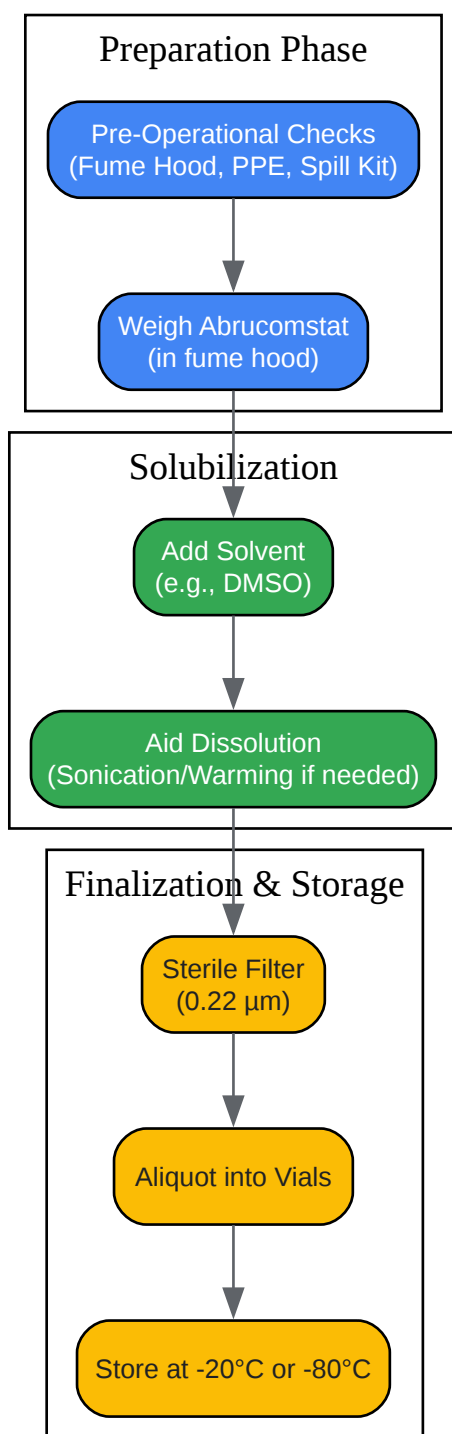 Preparation Phase
Pre-Operational Checks
(Fume Hood, PPE, Spill Kit)
Weigh Abrucomstat
(in fume hood)
Solubilization
Add Solvent
(e.g., DMSO)
Aid Dissolution
(Sonication/Warming if needed)
Finalization & Storage
Sterile Filter
(0.22 µm)
Aliquot into Vials
Store at -20°C or -80°C